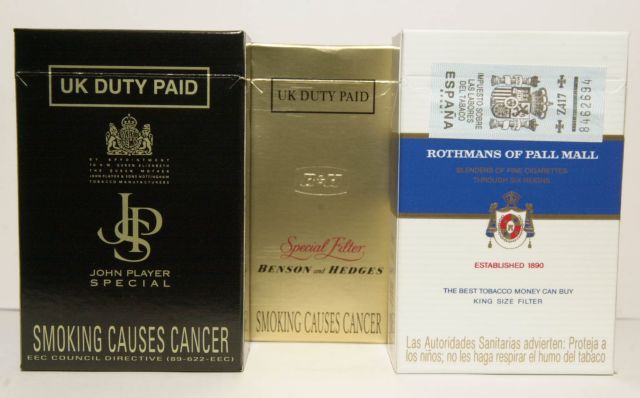 UK DUTY PAID
BY APPOINTMENT
TO H.M. QUEEN ELIZABETH
THE QUEEN MOTHER
JOHN PLAYER & SONS NOTTINGHAM
TOBACCO MANUFACTURERS
JPS
JOHN PLAYER
SPECIAL
SMOKING CAUSES CANCER
EEC COUNCIL DIRECTIVE (89-622-EEC)
UK DUTY PAID
B&H
Special Filter
BENSON and HEDGES
SMOKING CAUSES CANCER
IMPUESTO SOBRE
LAS LABORES
DEL TABACO
ESPAÑA
Z417
8462694
ROTHMANS OF PALL MALL
BLENDERS OF FINE CIGARETTES
THROUGH SIX REIGNS
R
ESTABLISHED 1890
THE BEST TOBACCO MONEY CAN BUY
KING SIZE FILTER
Las Autoridades Sanitarias advierten: Proteja a
los niños; no les haga respirar el humo del tabaco